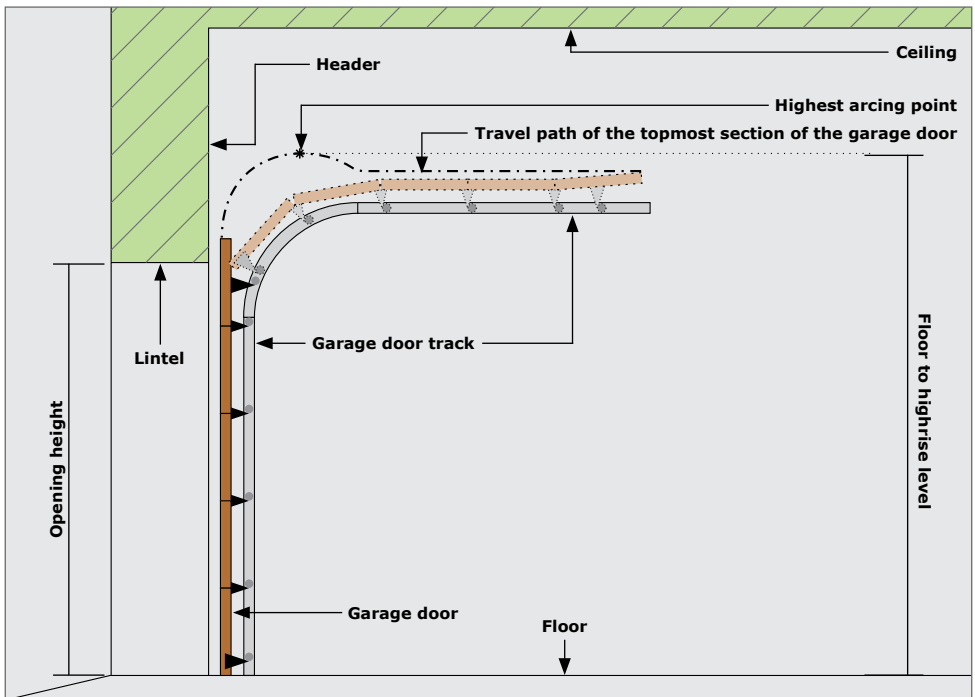 Ceiling
Header
Highest arcing point
Travel path of the topmost section of the garage door
Lintel
Garage door track
Opening height
Floor to highrise level
Garage door
Floor